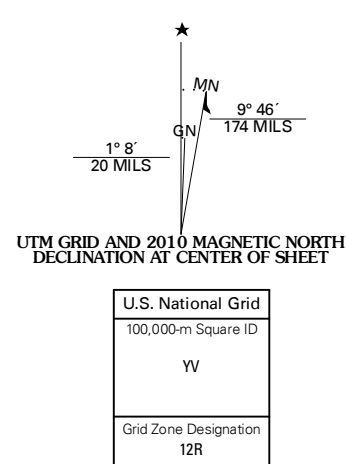 MN
9° 46´
174 MILS
GN
1° 8´
20 MILS
UTM GRID AND 2010 MAGNETIC NORTH
DECLINATION AT CENTER OF SHEET
U.S. National Grid
100,000-m Square ID
YV
Grid Zone Designation
12R